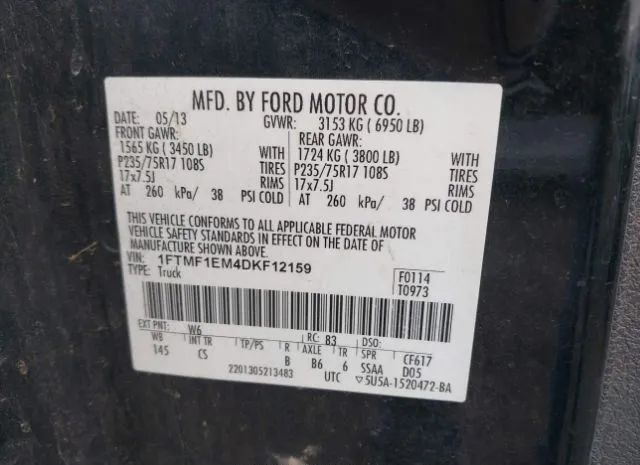 MFD. BY FORD MOTOR CO.
DATE: 05/13 GVWR: 3153 KG ( 6950 LB)
FRONT GAWR: REAR GAWR:
1565 KG ( 3450 LB) WITH 1724 KG ( 3800 LB) WITH
P235/75R17 108S TIRES P235/75R17 108S TIRES
17x7.5J RIMS 17x7.5J RIMS
AT 260 kPa/ 38 PSI COLD AT 260 kPa/ 38 PSI COLD
THIS VEHICLE CONFORMS TO ALL APPLICABLE FEDERAL MOTOR
VEHICLE SAFETY STANDARDS IN EFFECT ON THE DATE OF
MANUFACTURE SHOWN ABOVE.
VIN: 1FTMF1EM4DKF12159
TYPE: Truck
F0114
T0973
EXT PNT: W6 RC: 83 DSO:
WB INT TR TP/PS R AXLE TR SPR CF617
145 CS B B6 6 SSAA D05
2201305213483 UTC ▽5U5A-1520472-BA